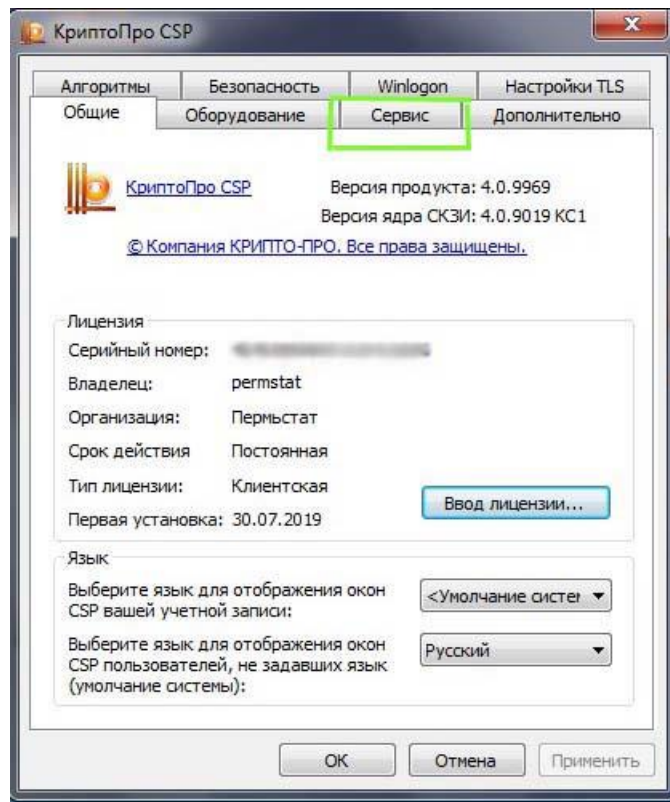 КриптоПро CSP
Алгоритмы Безопасность Winlogon Настройки TLS
Общие Оборудование Сервис Дополнительно
КриптоПро CSP Версия продукта: 4.0.9969
Версия ядра СКЗИ: 4.0.9019 КС1
© Компания КРИПТО-ПРО. Все права защищены.
Лицензия
Серийный номер:
Владелец: permstat
Организация: Пермьстат
Срок действия Постоянная
Тип лицензии: Клиентская
Ввод лицензии...
Первая установка: 30.07.2019
Язык
Выберите язык для отображения окон
CSP вашей учетной записи:
<Умолчание систем
Выберите язык для отображения окон
CSP пользователей, не задавших язык
(умолчание системы):
Русский
ОК Отмена Применить